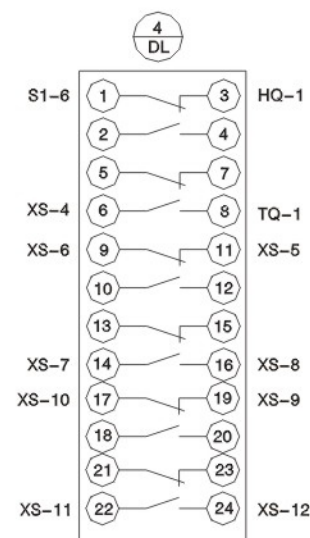 4
DL
S1-6 1 3 HQ-1
2 4
5 7
XS-4 6 8 TQ-1
XS-6 9 11 XS-5
10 12
13 15
XS-7 14 16 XS-8
XS-10 17 19 XS-9
18 20
21 23
XS-11 22 24 XS-12